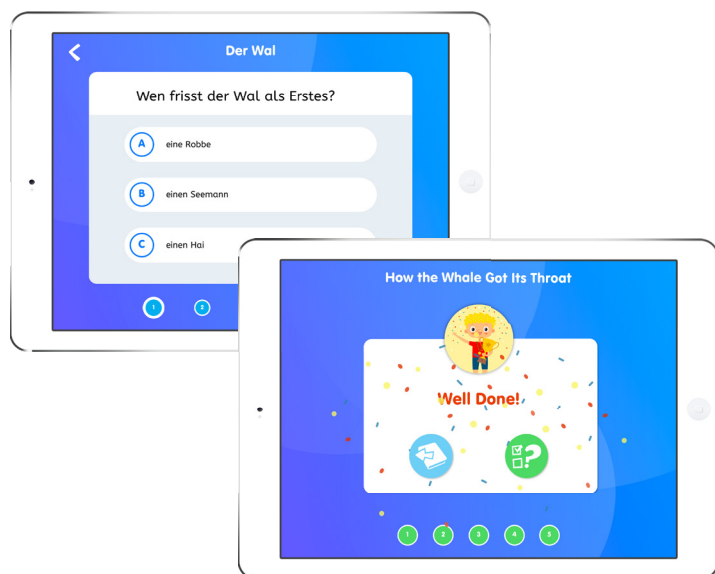 Der Wal
Wen frisst der Wal als Erstes?
A eine Robbe
B einen Seemann
C einen Hai
1 2
How the Whale Got Its Throat
Well Done!
?
1 2 3 4 5